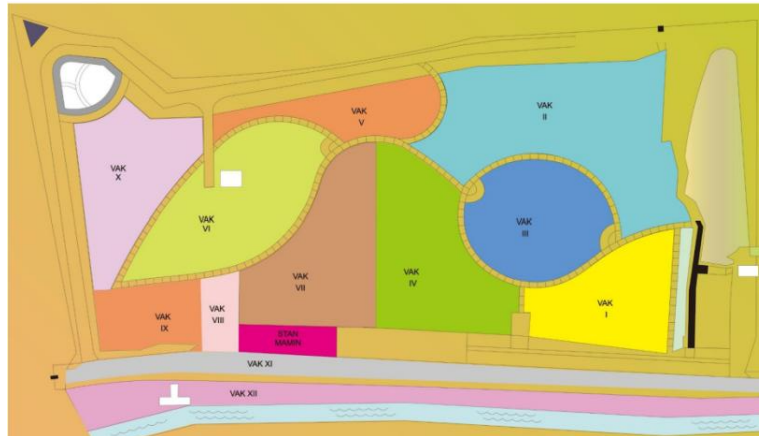 VAK
V
VAK
II
VAK
X
VAK
VI
VAK
III
VAK
VII
VAK
IV
VAK
VIII
VAK
IX
VAK
I
STAN
MAMIN
VAK XI
VAK XII